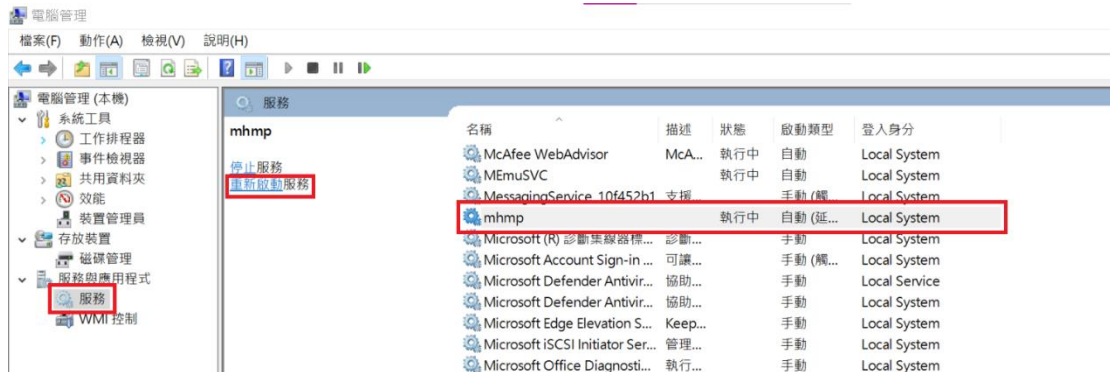 電腦管理
檔案(F) 動作(A) 檢視(V) 說明(H)
電腦管理 (本機)
系統工具
工作排程器
事件檢視器
共用資料夾
效能
裝置管理員
存放裝置
磁碟管理
服務與應用程式
服務
WMI 控制
服務
mhmp
停止服務
重新啟動服務
名稱 描述 狀態 啟動類型 登入身分
McAfee WebAdvisor McA... 執行中 自動 Local System
MEmuSVC 執行中 自動 Local System
MessagingService_10f452b1 支援... 手動 (觸... Local System
mhmp 執行中 自動 (延... Local System
Microsoft (R) 診斷集線器標... 診斷... 手動 Local System
Microsoft Account Sign-in ... 可讓... 手動 (觸... Local System
Microsoft Defender Antivir... 協助... 手動 Local Service
Microsoft Defender Antivir... 協助... 手動 Local System
Microsoft Edge Elevation S... Keep... 手動 Local System
Microsoft iSCSI Initiator Ser... 管理... 手動 Local System
Microsoft Office Diagnosti... 執行... 手動 Local System